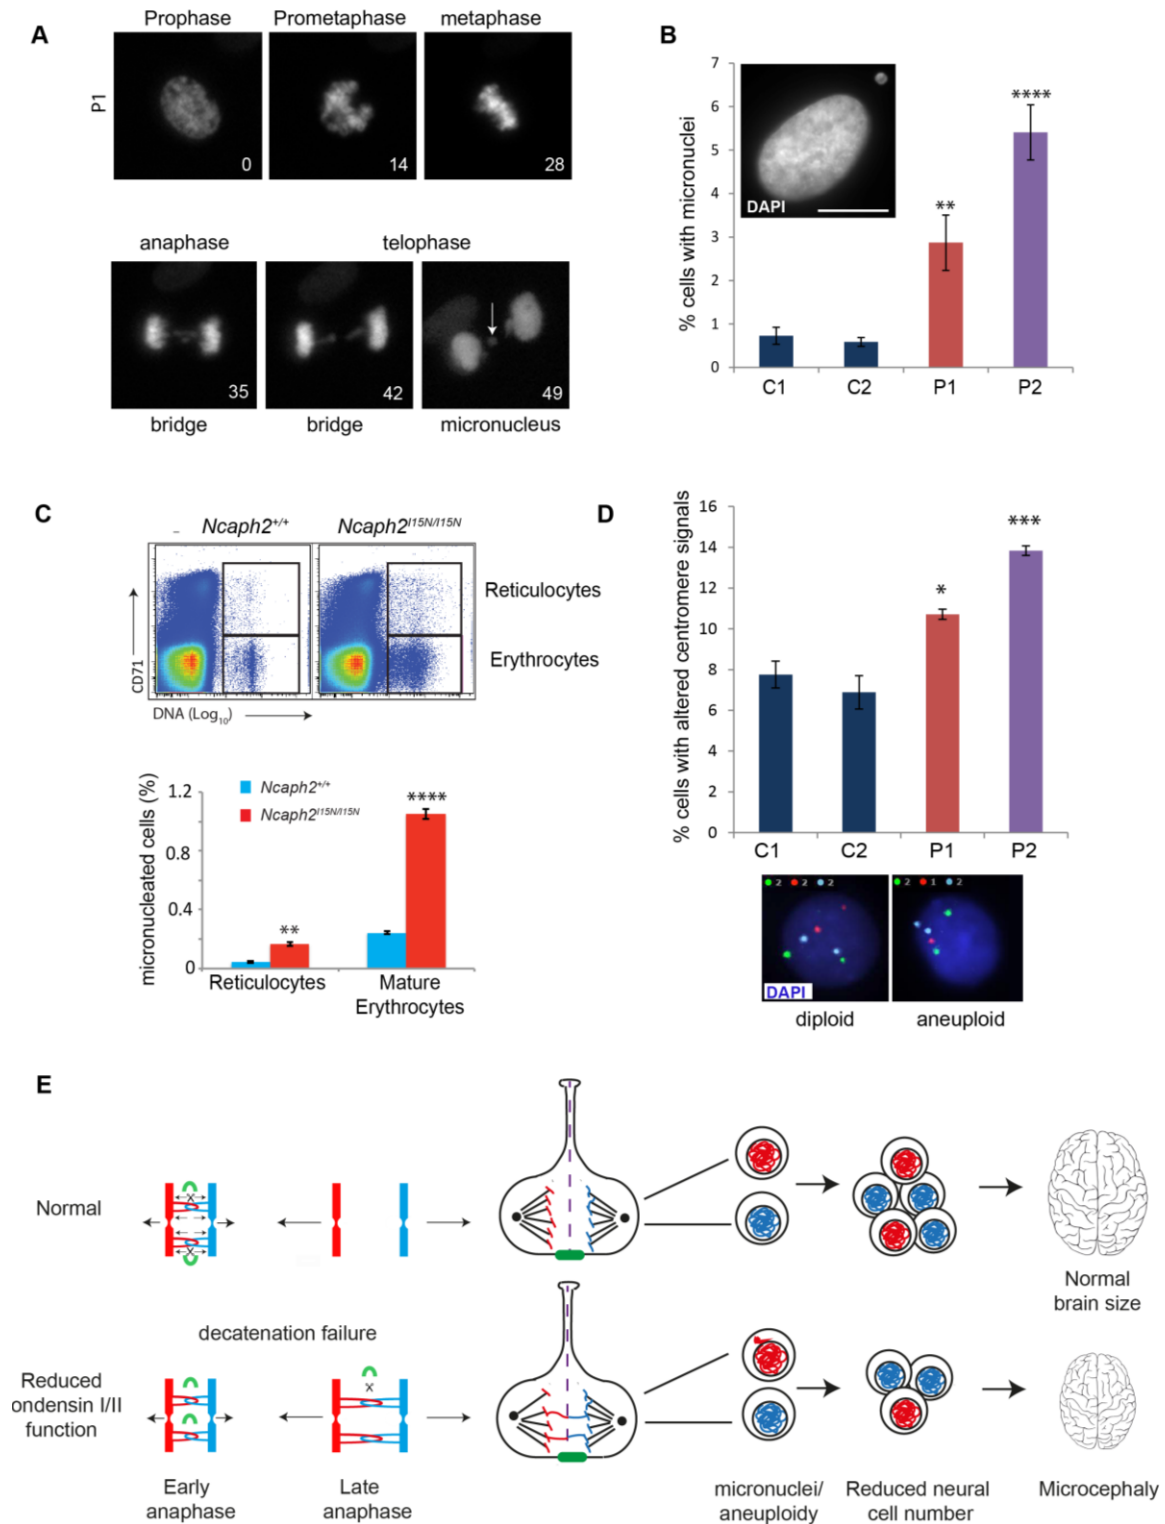 A
Prophase
Prometaphase
metaphase
P1
0
14
28
anaphase
telophase
35
42
49
bridge
bridge
micronucleus
B
% cells with micronuclei
7
6
5
4
3
2
1
0
DAPI
**
****
C1
C2
P1
P2
C
Ncaph2+/+
Ncaph2I15N/I15N
Reticulocytes
Erythrocytes
CD71
DNA (Log10)
micronucleated cells (%)
1.2
0.8
0.4
0
Ncaph2+/+
Ncaph2I15N/I15N
**
****
Reticulocytes
Mature
Erythrocytes
D
% cells with altered centromere signals
16
14
12
10
8
6
4
2
0
*
***
C1
C2
P1
P2
2 2 2
2 1 2
DAPI
diploid
aneuploid
E
Normal
Normal
brain size
decatenation failure
Reduced
ondensin I/II
function
Early
anaphase
Late
anaphase
micronuclei/
aneuploidy
Reduced neural
cell number
Microcephaly